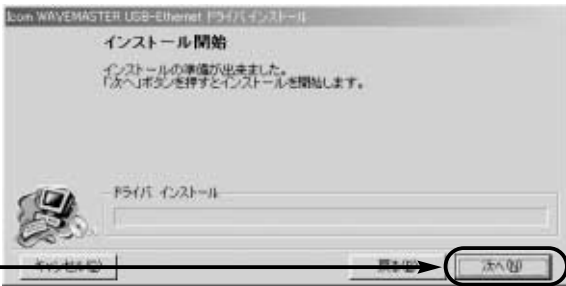 Icom WAVEMASTER USB-Ethernet ドライバ インストール
インストール開始
インストールの準備が出来ました。
「次へ」ボタンを押すとインストールを開始します。
ドライバ インストール
キャンセル(C)
戻る(B)
次へ(N)